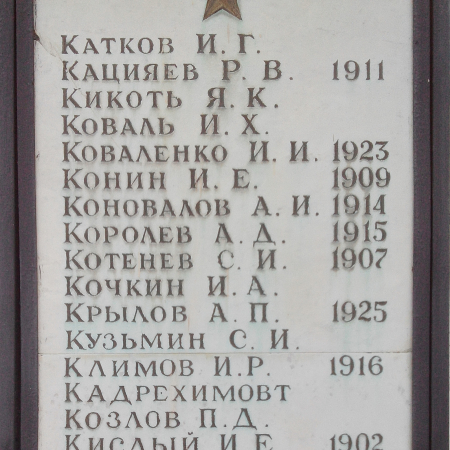 Катков И. Г.
Кацияев Р. В. 1911
Кикоть Я. К.
Коваль И. Х.
Коваленко И. И. 1923
Конин И. Е. 1909
Коновалов А. И. 1914
Королев А. Д. 1915
Котенев С. И. 1907
Кочкин И. А.
Крылов А. П. 1925
Кузьмин С. И.
Климов И. Р. 1916
Кадрехимовт
Козлов П. Д.
Кислый И. Е 1902